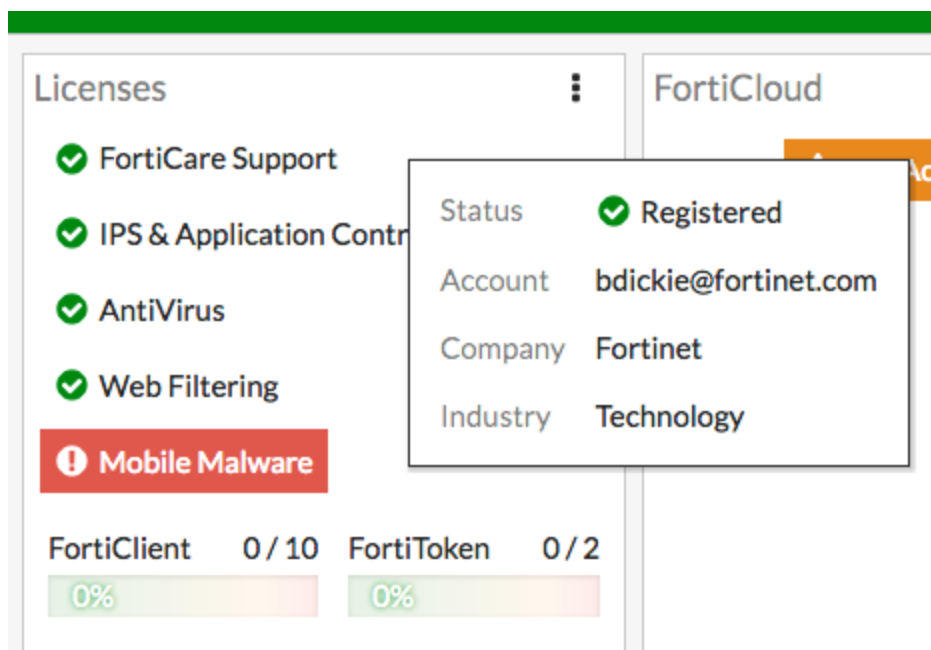 Licenses
FortiCloud
FortiCare Support
IPS & Application Contr
AntiVirus
Web Filtering
Mobile Malware
Status Registered
Account bdickie@fortinet.com
Company Fortinet
Industry Technology
FortiClient 0 / 10 FortiToken 0 / 2
0% 0%